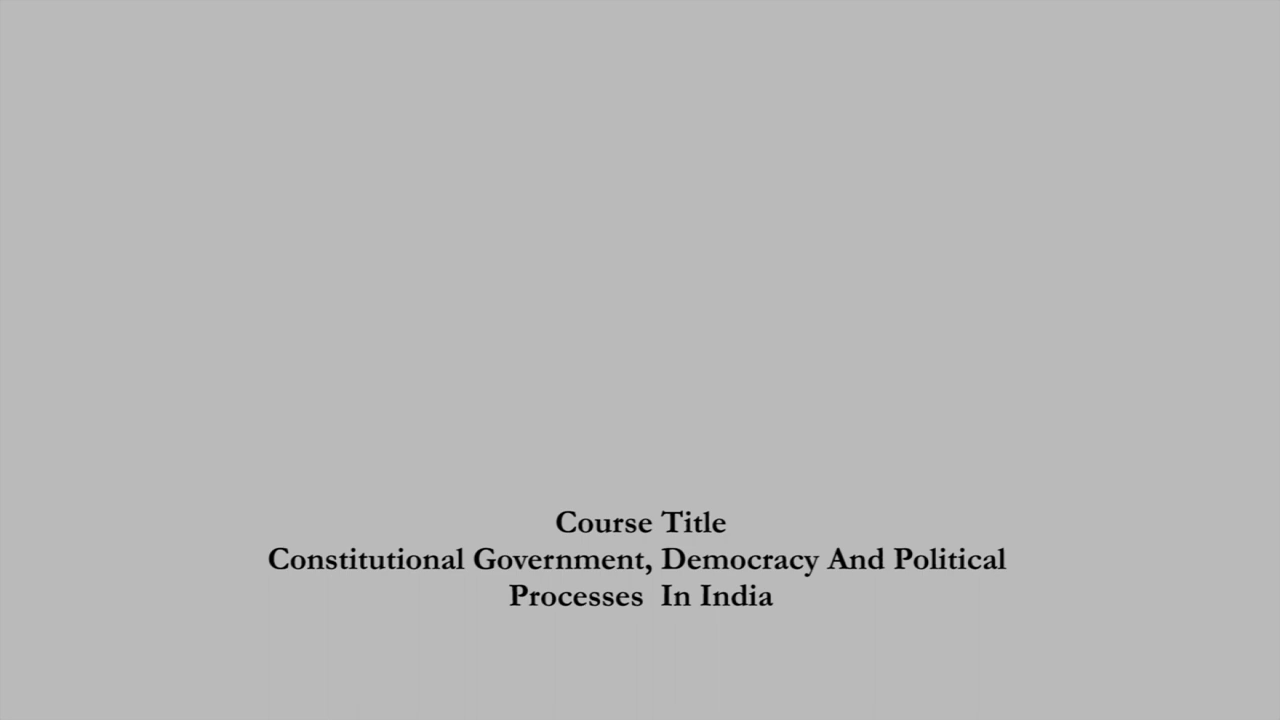 Course Title
Constitutional Government, Democracy And Political
Processes  In India